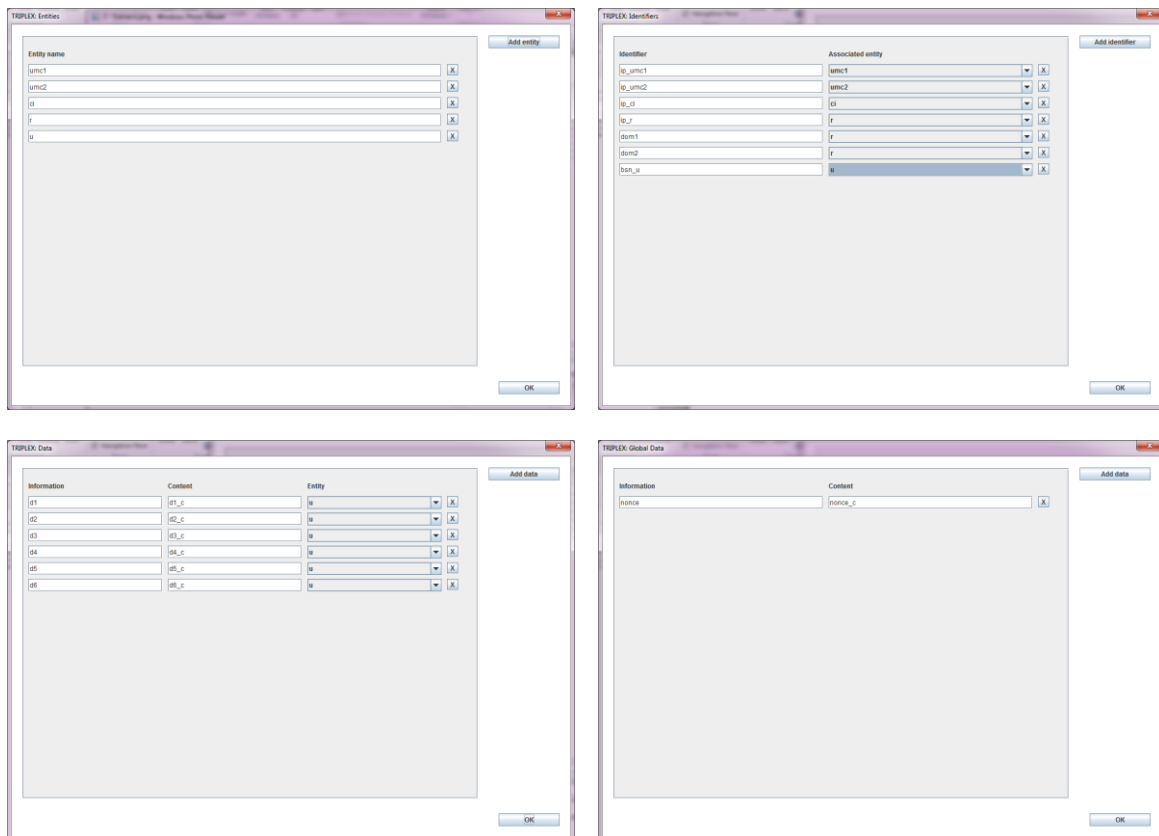 TRIPLEX: Entities
Add entity
Entity name
umc1 X
umc2 X
ci X
r X
u X
OK
TRIPLEX: Identifiers
Add identifier
Identifier Associated entity
ip_umc1 umc1 X
ip_umc2 umc2 X
ip_ci ci X
ip_r r X
dom1 r X
dom2 r X
bsn_u u X
OK
TRIPLEX: Data
Add data
Information Content Entity
d1 d1_c u X
d2 d2_c u X
d3 d3_c u X
d4 d4_c u X
d5 d5_c u X
d6 d6_c u X
OK
TRIPLEX: Global Data
Add data
Information Content
nonce nonce_c X
OK